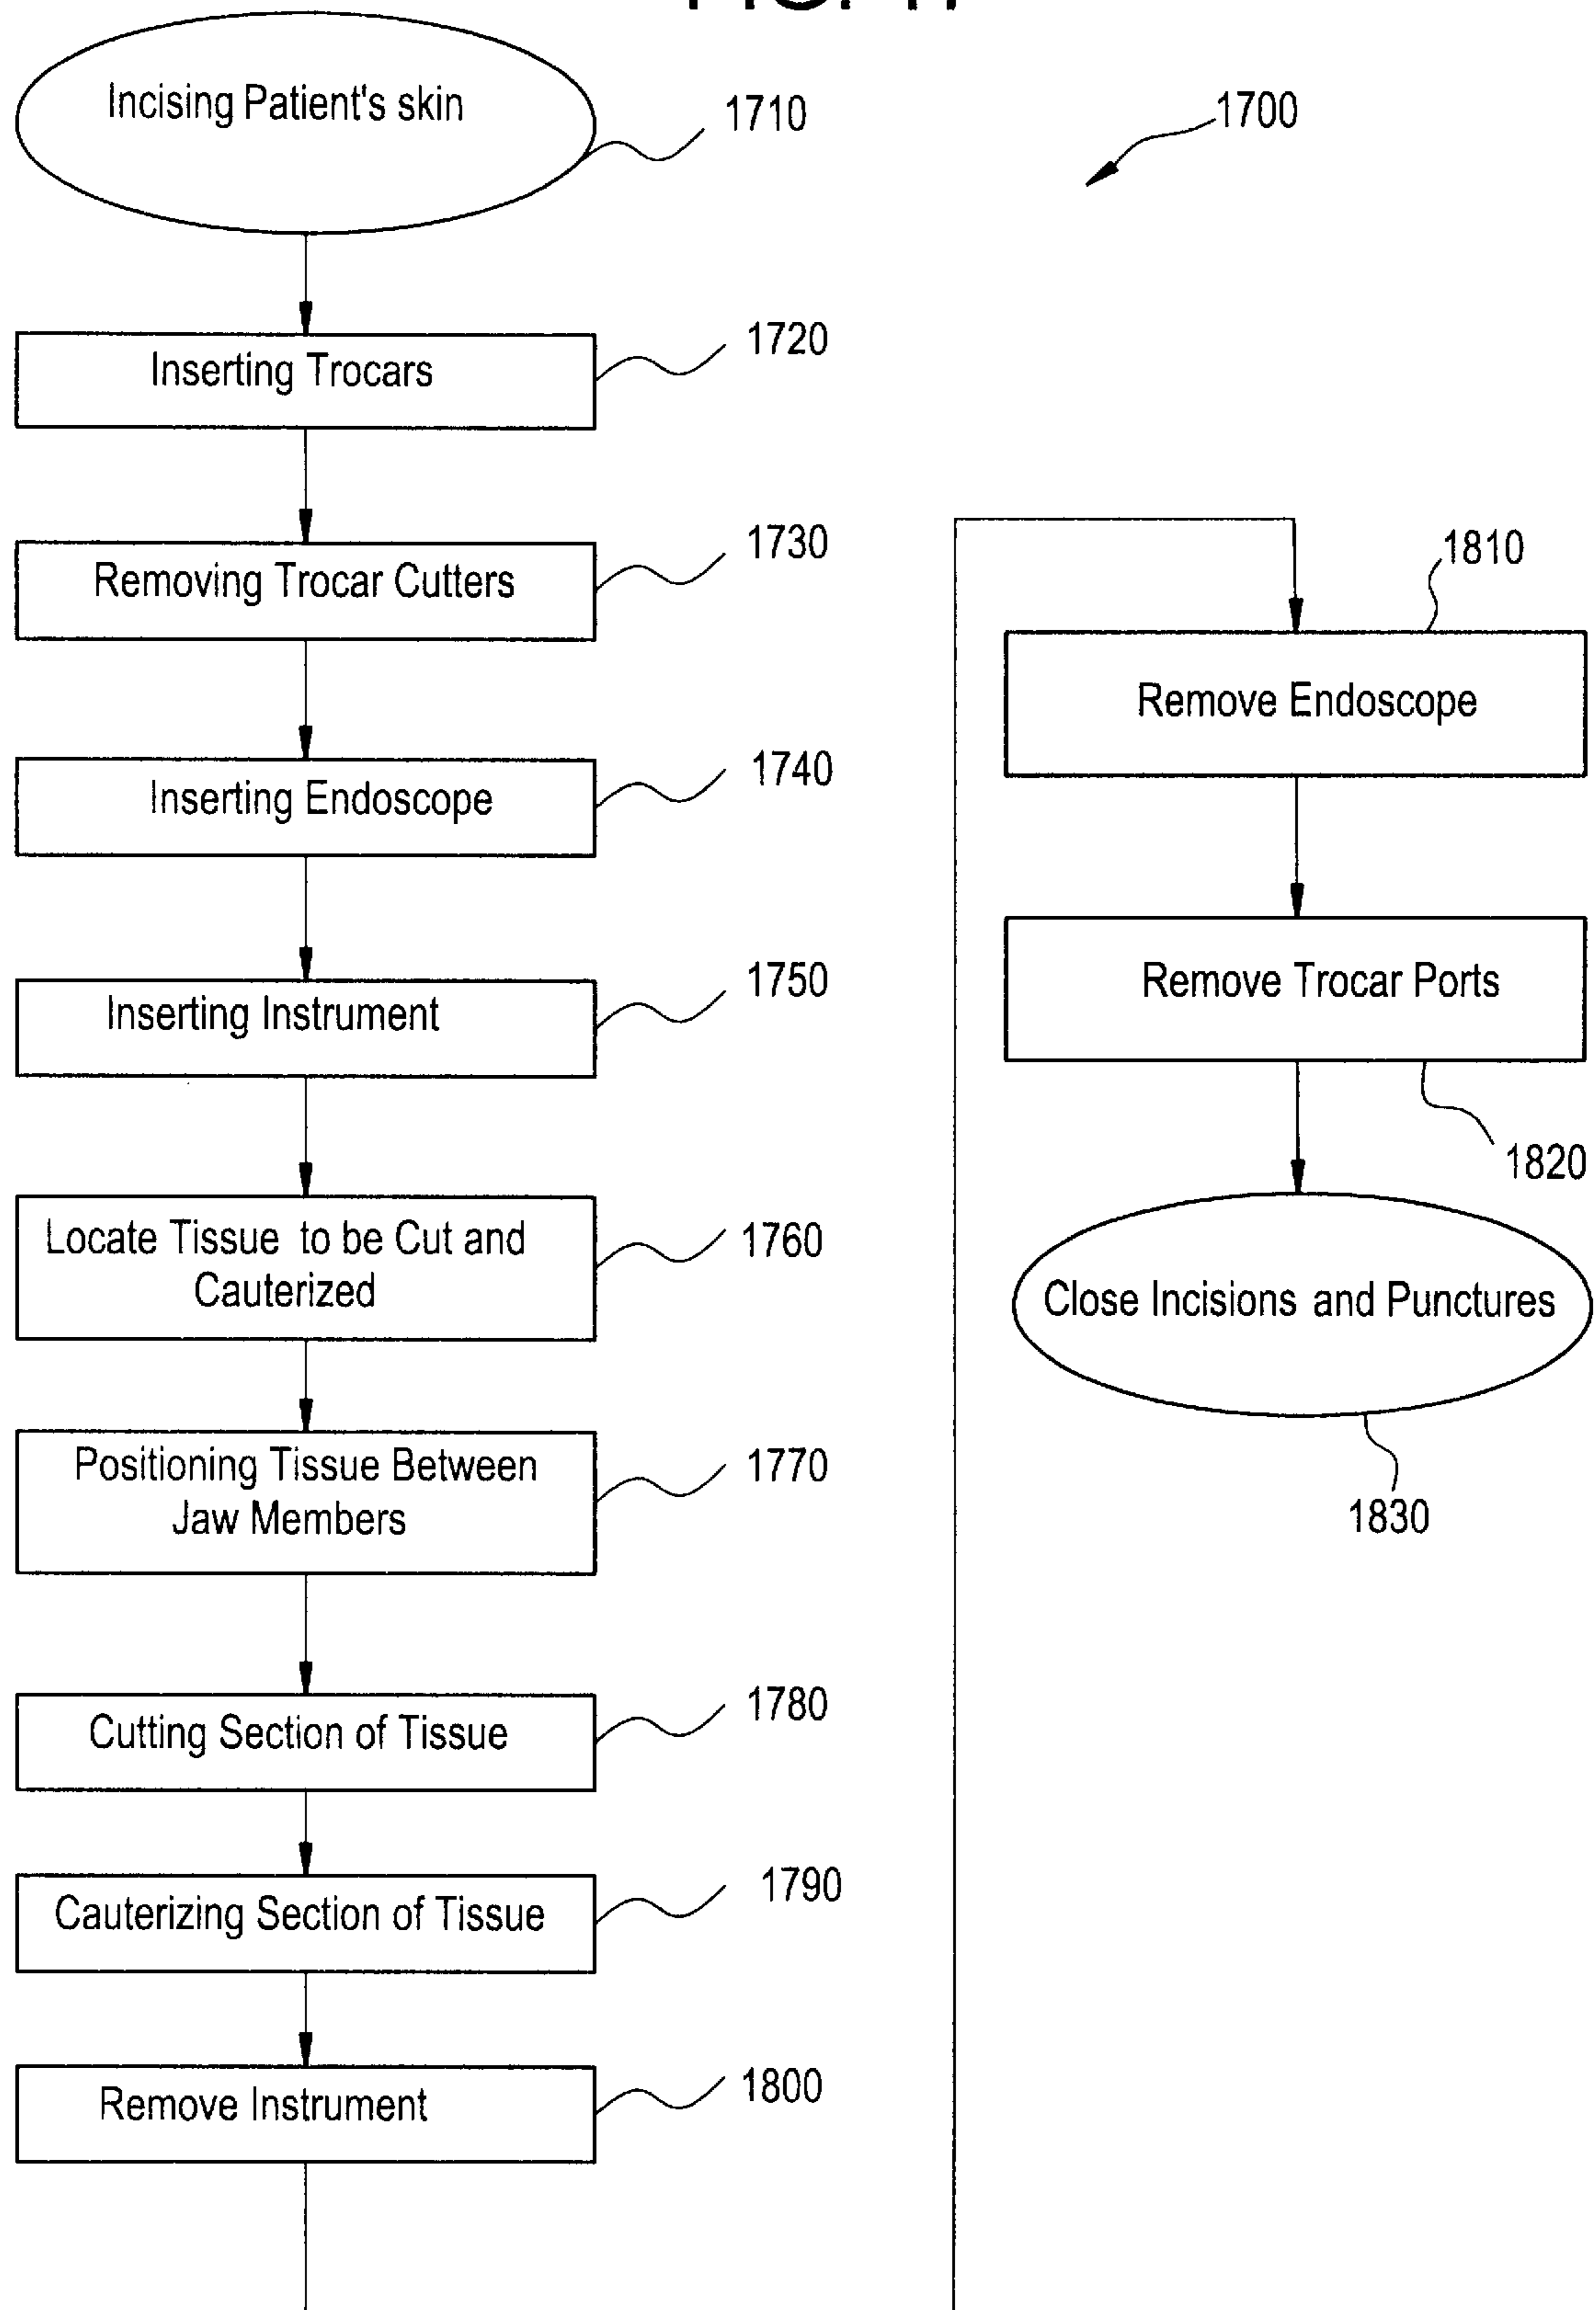 Incising Patient's skin
1710
1700
Inserting Trocars
1720
Removing Trocar Cutters
1730
Inserting Endoscope
1740
Inserting Instrument
1750
Locate Tissue to be Cut and
Cauterized
1760
Positioning Tissue Between
Jaw Members
1770
Cutting Section of Tissue
1780
Cauterizing Section of Tissue
1790
Remove Instrument
1800
1810
Remove Endoscope
Remove Trocar Ports
1820
Close Incisions and Punctures
1830